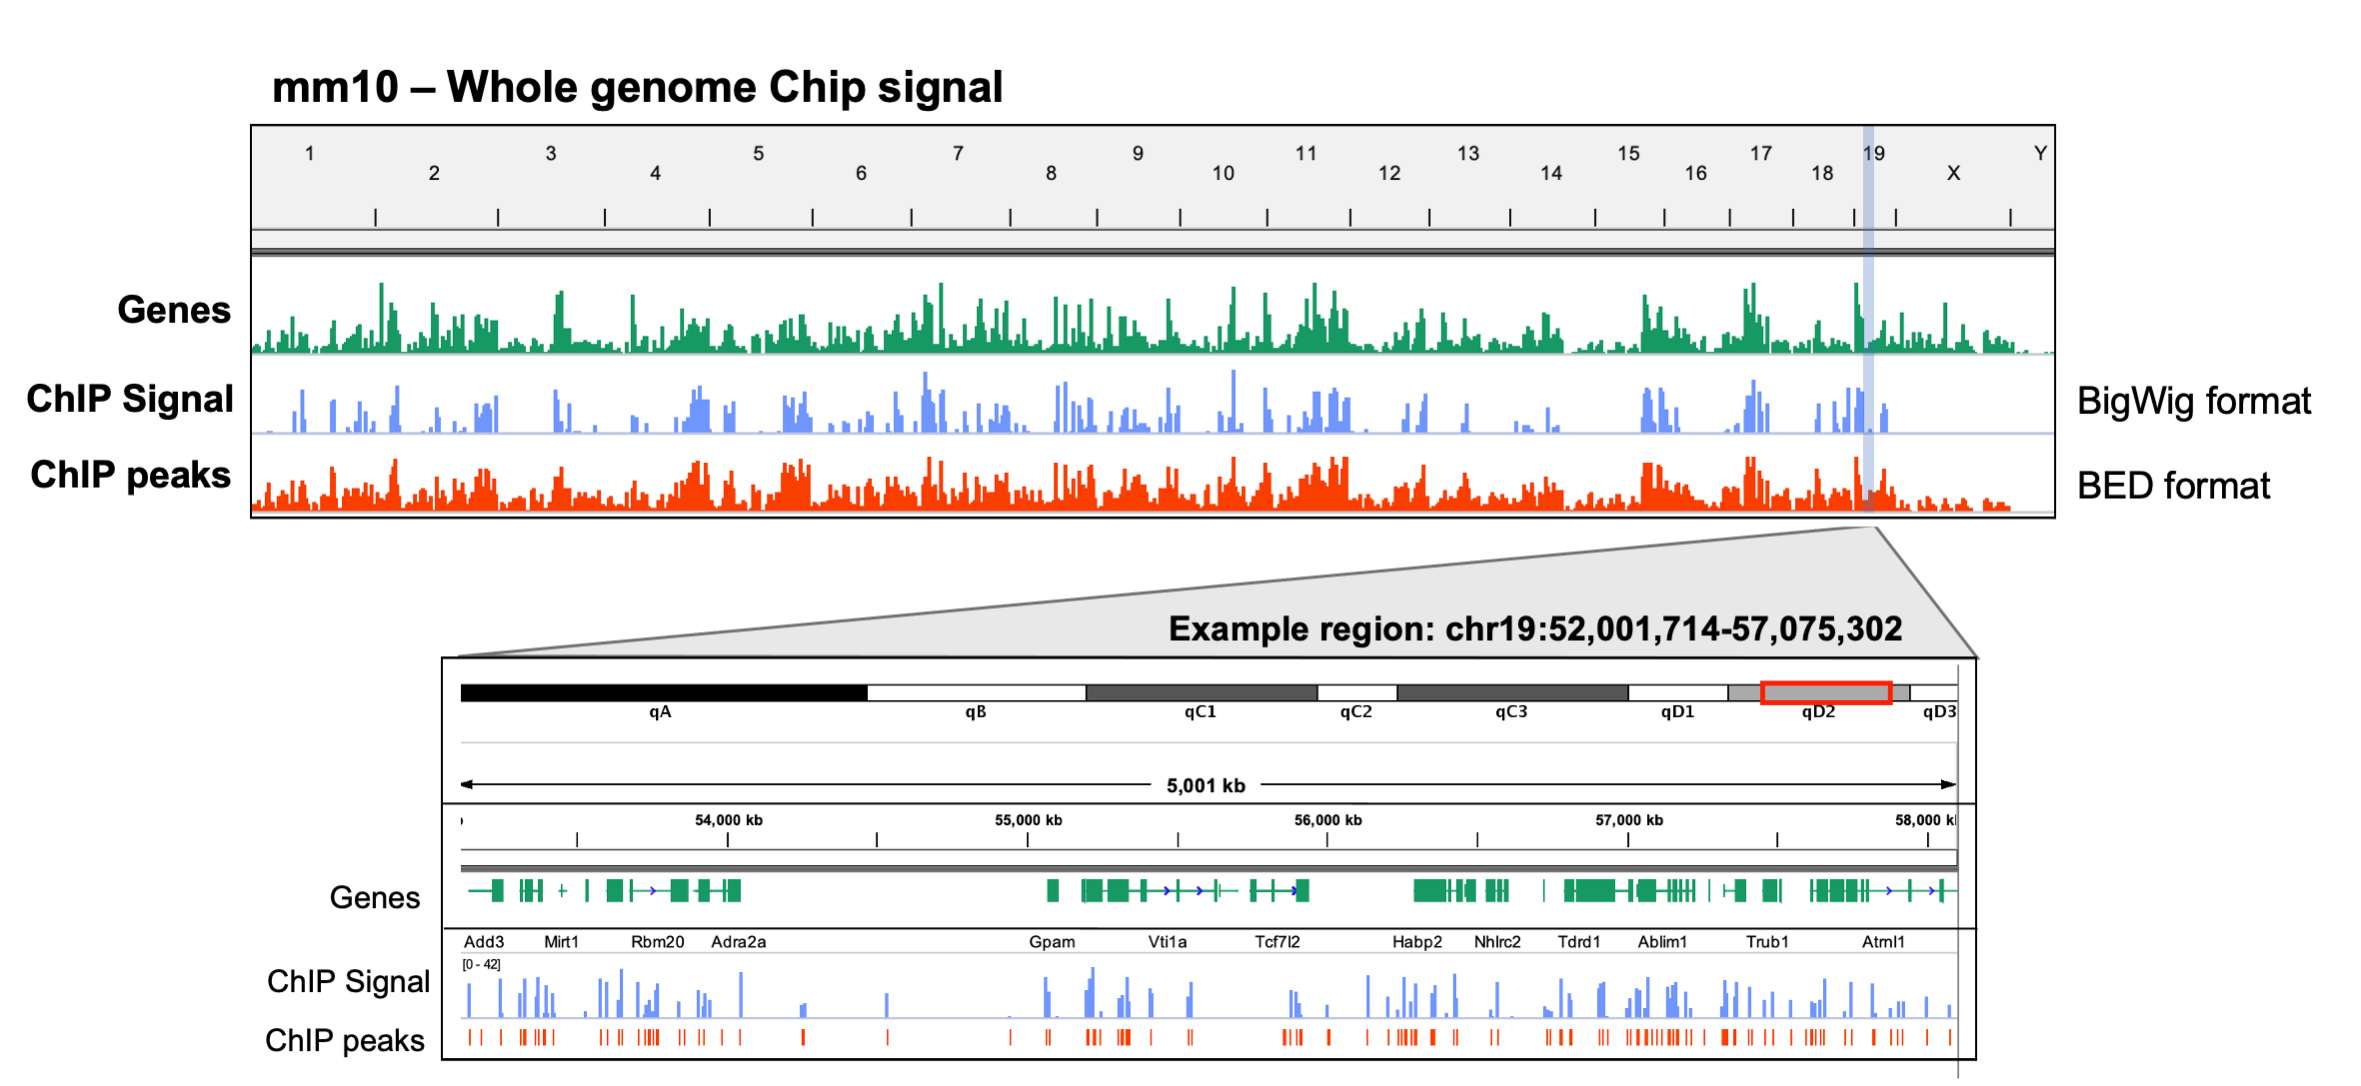 mm10 – Whole genome Chip signal
1 3 5 7 9 11 13 15 17 19 Y
2 4 6 8 10 12 14 16 18 X
Genes
ChIP Signal
BigWig format
ChIP peaks
BED format
Example region: chr19:52,001,714-57,075,302
qA qB qC1 qC2 qC3 qD1 qD2 qD3
5,001 kb
54,000 kb 55,000 kb 56,000 kb 57,000 kb 58,000 k
Genes
Add3 Mirt1 Rbm20 Adra2a Gpam Vti1a Tcf7l2 Habp2 Nhlrc2 Tdrd1 Ablim1 Trub1 Atrnl1
[0 - 42]
ChIP Signal
ChIP peaks